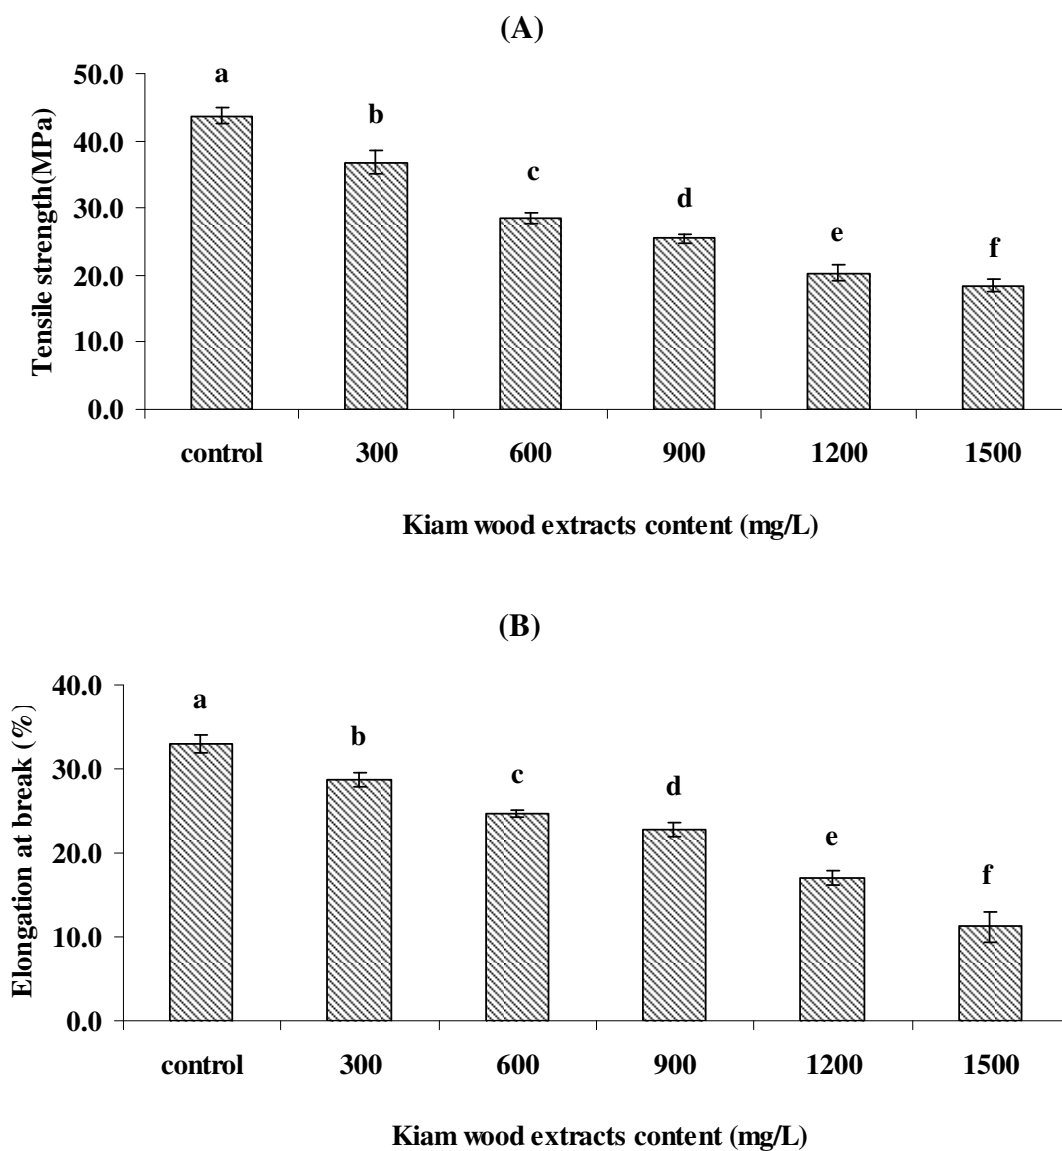 (A)
Tensile strength(MPa)
50.0
40.0
30.0
20.0
10.0
0.0
a
b
c
d
e
f
control 300 600 900 1200 1500
Kiam wood extracts content (mg/L)
(B)
Elongation at break (%)
40.0
30.0
20.0
10.0
0.0
a
b
c
d
e
f
control 300 600 900 1200 1500
Kiam wood extracts content (mg/L)